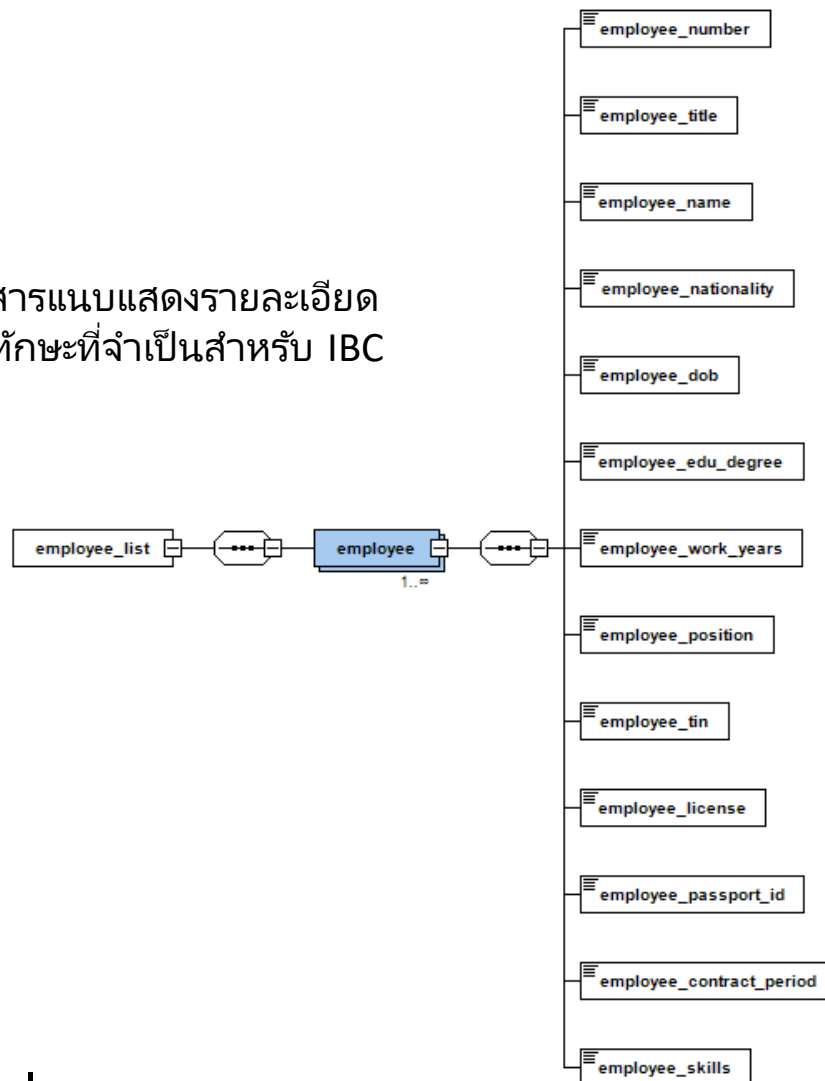 employee_number
employee_title
employee_name
สารแนบแสดงรายละเอียด
employee_nationality
ทักษะที่จำเป็นสำหรับ IBC
employee_dob
employee_edu_degree
employee_list
employee
employee_work_years
1..∞
employee_position
employee_tin
employee_license
employee_passport_id
employee_contract_period
employee_skills